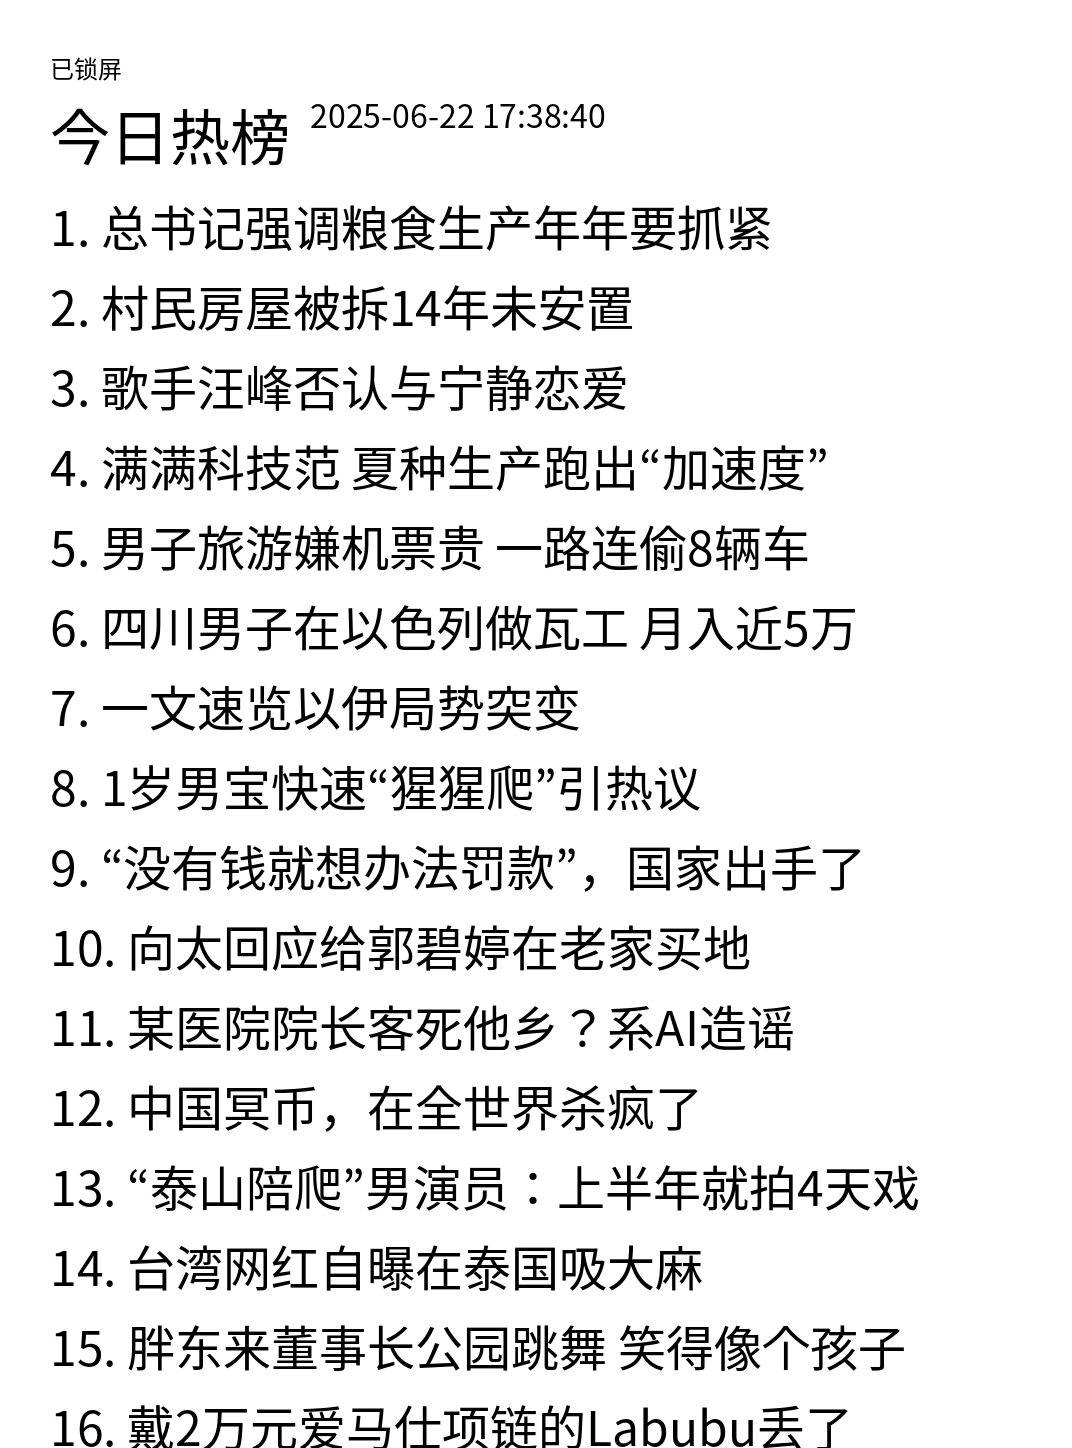 已锁屏
今日热榜 2025-06-22 17:38:40
1. 总书记强调粮食生产年年要抓紧
2. 村民房屋被拆14年未安置
3. 歌手汪峰否认与宁静恋爱
4. 满满科技范 夏种生产跑出“加速度”
5. 男子旅游嫌机票贵 一路连偷8辆车
6. 四川男子在以色列做瓦工 月入近5万
7. 一文速览以伊局势突变
8. 1岁男宝快速“猩猩爬”引热议
9. “没有钱就想办法罚款”，国家出手了
10. 向太回应给郭碧婷在老家买地
11. 某医院院长客死他乡？系AI造谣
12. 中国冥币，在全世界杀疯了
13. “泰山陪爬”男演员：上半年就拍4天戏
14. 台湾网红自曝在泰国吸大麻
15. 胖东来董事长公园跳舞 笑得像个孩子
16. 戴2万元爱马仕项链的Labubu丢了